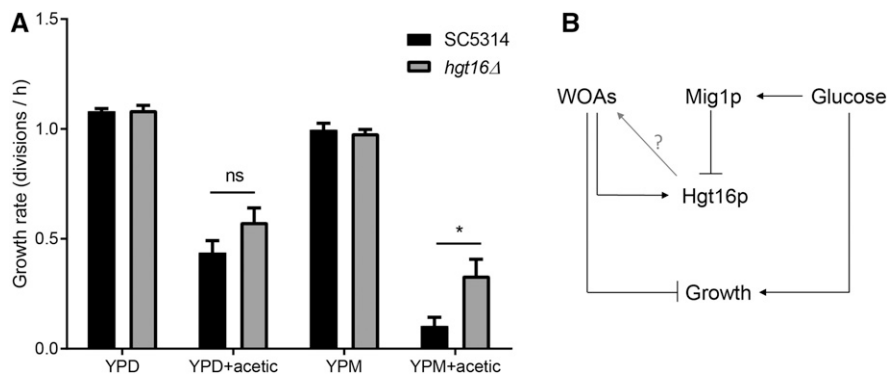 A
Growth rate (divisions / h)
1.5
1.0
0.5
0.0
SC5314
hgt16Δ
ns
*
YPD
YPD+acetic
YPM
YPM+acetic
B
WOAs
Mig1p
Glucose
?
Hgt16p
Growth